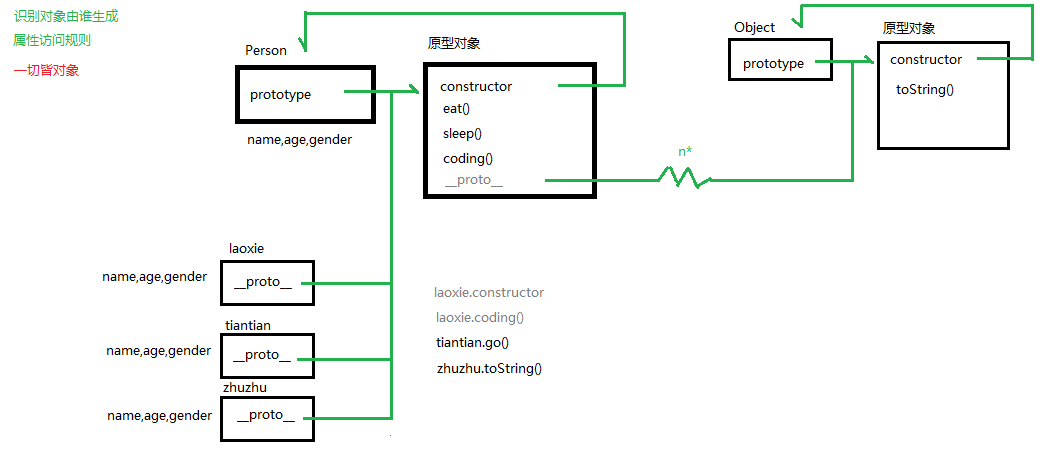 识别对象由谁生成
属性访问规则
一切皆对象
Person
prototype
name,age,gender
原型对象
constructor
eat()
sleep()
coding()
__proto__
n*
Object
prototype
原型对象
constructor
toString()
laoxie
name,age,gender
__proto__
tiantian
name,age,gender
__proto__
zhuzhu
name,age,gender
__proto__
laoxie.constructor
laoxie.coding()
tiantian.go()
zhuzhu.toString()